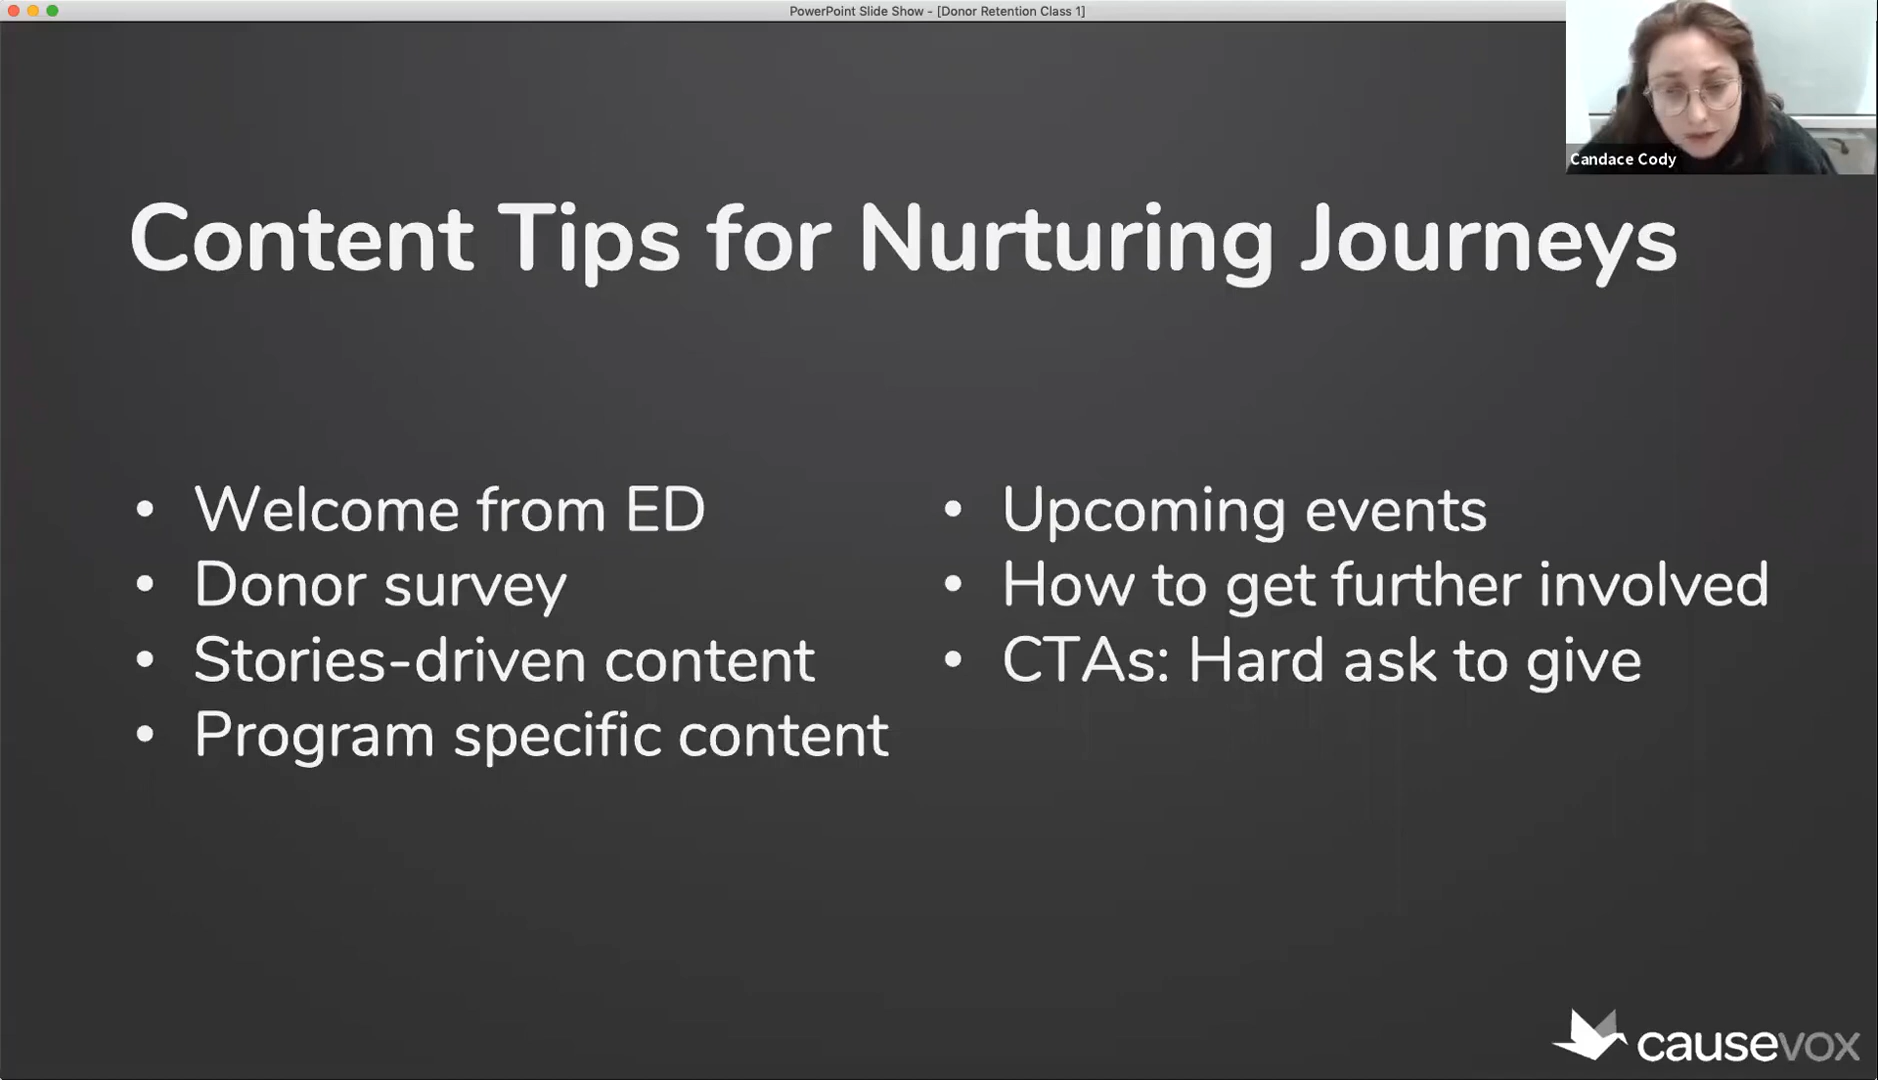 PowerPoint Slide Show - [Donor Retention Class 1]
Candace Cody
Content Tips for Nurturing Journeys
• Welcome from ED
• Donor survey
• Stories-driven content
• Program specific content
• Upcoming events
• How to get further involved
• CTAs: Hard ask to give
causevox